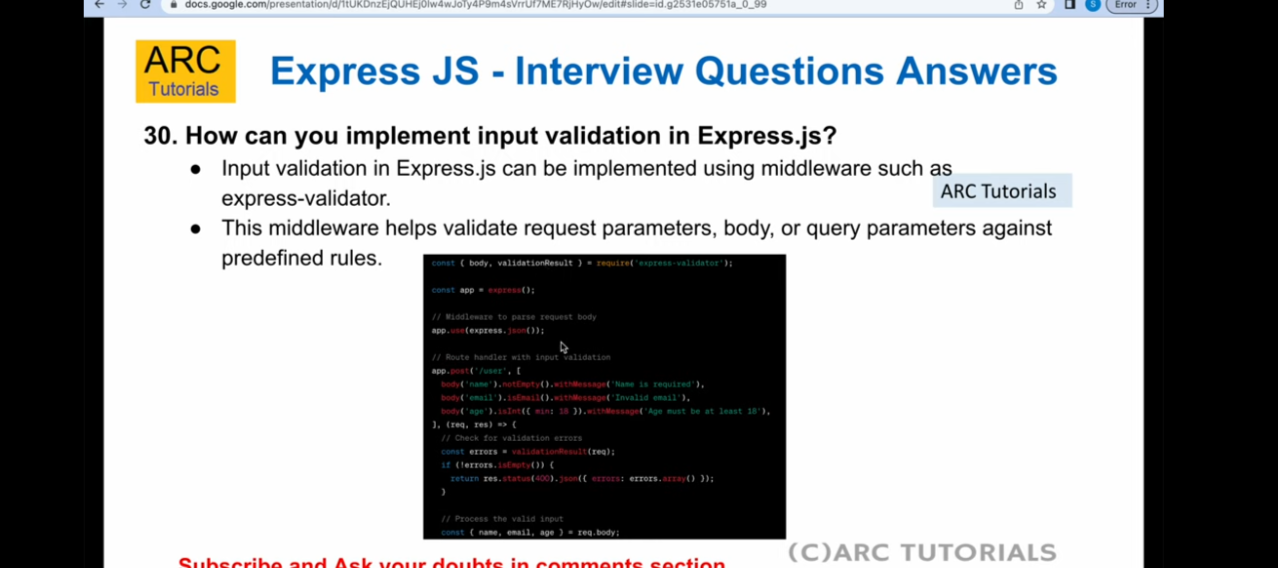 docs.google.com/presentation/d/1tUKDnzEjQUHEj0lw4wJoTy4P9m4sVrrUf7ME7RjHyOw/edit#slide=id.g2531e05751a_0_99
S
Error
ARC
Tutorials
Express JS - Interview Questions Answers
30. How can you implement input validation in Express.js?
● Input validation in Express.js can be implemented using middleware such as
express-validator.
ARC Tutorials
● This middleware helps validate request parameters, body, or query parameters against
predefined rules.
const { body, validationResult } = require('express-validator');
const app = express();
// Middleware to parse request body
app.use(express.json());
// Route handler with input validation
app.post('/user', [
body('name').notEmpty().withMessage('Name is required'),
body('email').isEmail().withMessage('Invalid email'),
body('age').isInt({ min: 18 }).withMessage('Age must be at least 18'),
], (req, res) => {
// Check for validation errors
const errors = validationResult(req);
if (!errors.isEmpty()) {
return res.status(400).json({ errors: errors.array() });
}
// Process the valid input
const { name, email, age } = req.body;
(C)ARC TUTORIALS
Subscribe and Ask your doubts in comments section